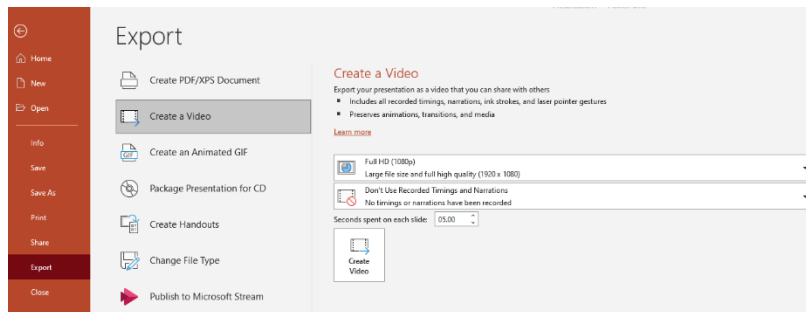 Export
Home
New
Open
Info
Save
Save As
Print
Share
Export
Close
Create PDF/XPS Document
Create a Video
Create an Animated GIF
GIF
Package Presentation for CD
Create Handouts
Change File Type
Publish to Microsoft Stream
Create a Video
Export your presentation as a video that you can share with others
▪ Includes all recorded timings, narrations, ink strokes, and laser pointer gestures
▪ Preserves animations, transitions, and media
Learn more
Full HD (1080p)
Large file size and full high quality (1920 x 1080)
Don't Use Recorded Timings and Narrations
No timings or narrations have been recorded
Seconds spent on each slide: 05.00
Create
Video